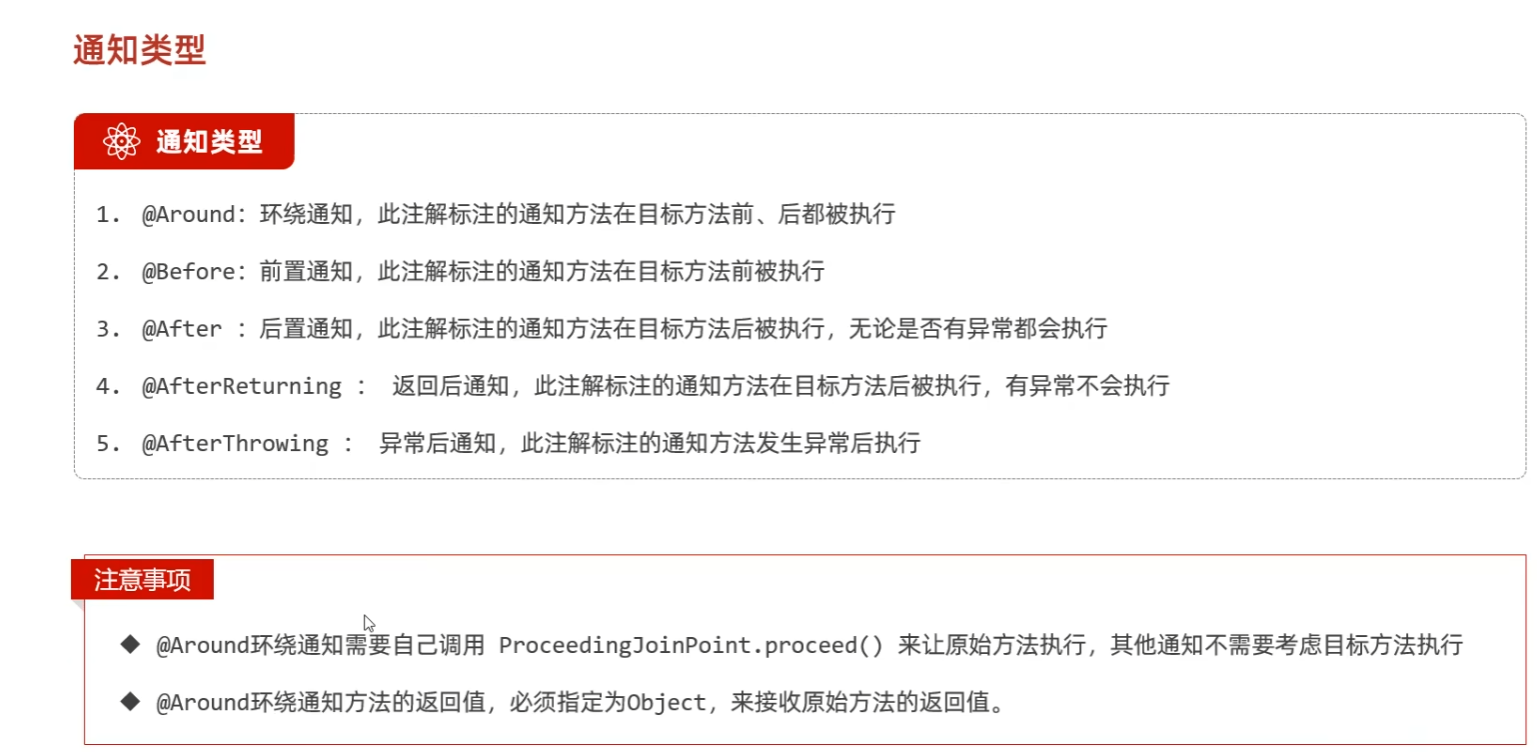 通知类型
通知类型
1. @Around：环绕通知，此注解标注的通知方法在目标方法前、后都被执行
2. @Before：前置通知，此注解标注的通知方法在目标方法前被执行
3. @After ：后置通知，此注解标注的通知方法在目标方法后被执行，无论是否有异常都会执行
4. @AfterReturning ： 返回后通知，此注解标注的通知方法在目标方法后被执行，有异常不会执行
5. @AfterThrowing ： 异常后通知，此注解标注的通知方法发生异常后执行
注意事项
◆ @Around环绕通知需要自己调用 ProceedingJoinPoint.proceed() 来让原始方法执行，其他通知不需要考虑目标方法执行
◆ @Around环绕通知方法的返回值，必须指定为Object，来接收原始方法的返回值。